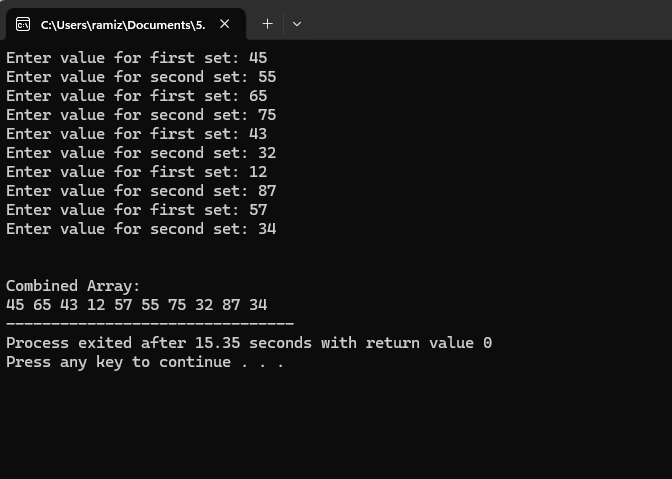 C:\Users\ramiz\Documents\5.
Enter value for first set: 45
Enter value for second set: 55
Enter value for first set: 65
Enter value for second set: 75
Enter value for first set: 43
Enter value for second set: 32
Enter value for first set: 12
Enter value for second set: 87
Enter value for first set: 57
Enter value for second set: 34
Combined Array:
45 65 43 12 57 55 75 32 87 34
--------------------------------
Process exited after 15.35 seconds with return value 0
Press any key to continue . . .